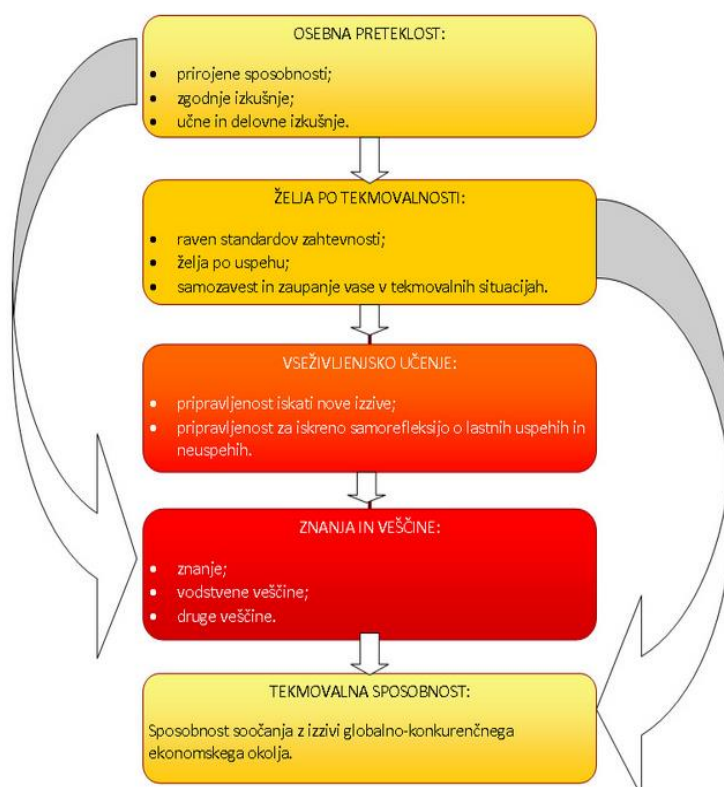 OSEBNA PRETEKLOST:
• prirojene sposobnosti;
• zgodnje izkušnje;
• učne in delovne izkušnje.
ŽELJA PO TEKMOVALNOSTI:
• raven standardov zahtevnosti;
• želja po uspehu;
• samozavest in zaupanje vase v tekmovalnih situacijah.
VSEŽIVLJENJSKO UČENJE:
• pripravljenost iskati nove izzive;
• pripravljenost za iskreno samorefleksijo o lastnih uspehih in
neuspehih.
ZNANJA IN VEŠČINE:
• znanje;
• vodstvene veščine;
• druge veščine.
TEKMOVALNA SPOSOBNOST:
Sposobnost soočanja z izzivi globalno-konkurenčnega
ekonomskega okolja.